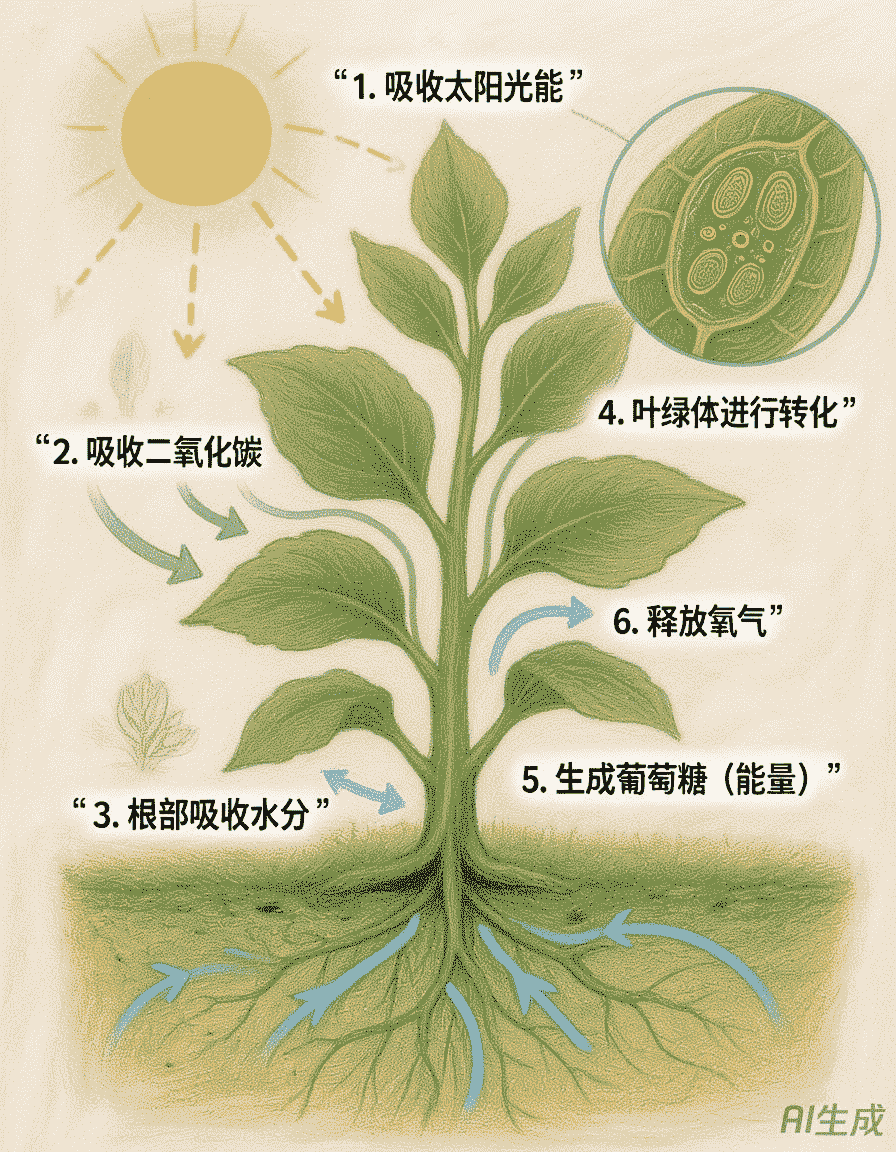 “1. 吸收太阳光能”
4. 叶绿体进行转化”
“2. 吸收二氧化馋
6. 释放氧气”
5. 生成葡萄糖（能量）”
“3. 根部吸收水分”
AI生成